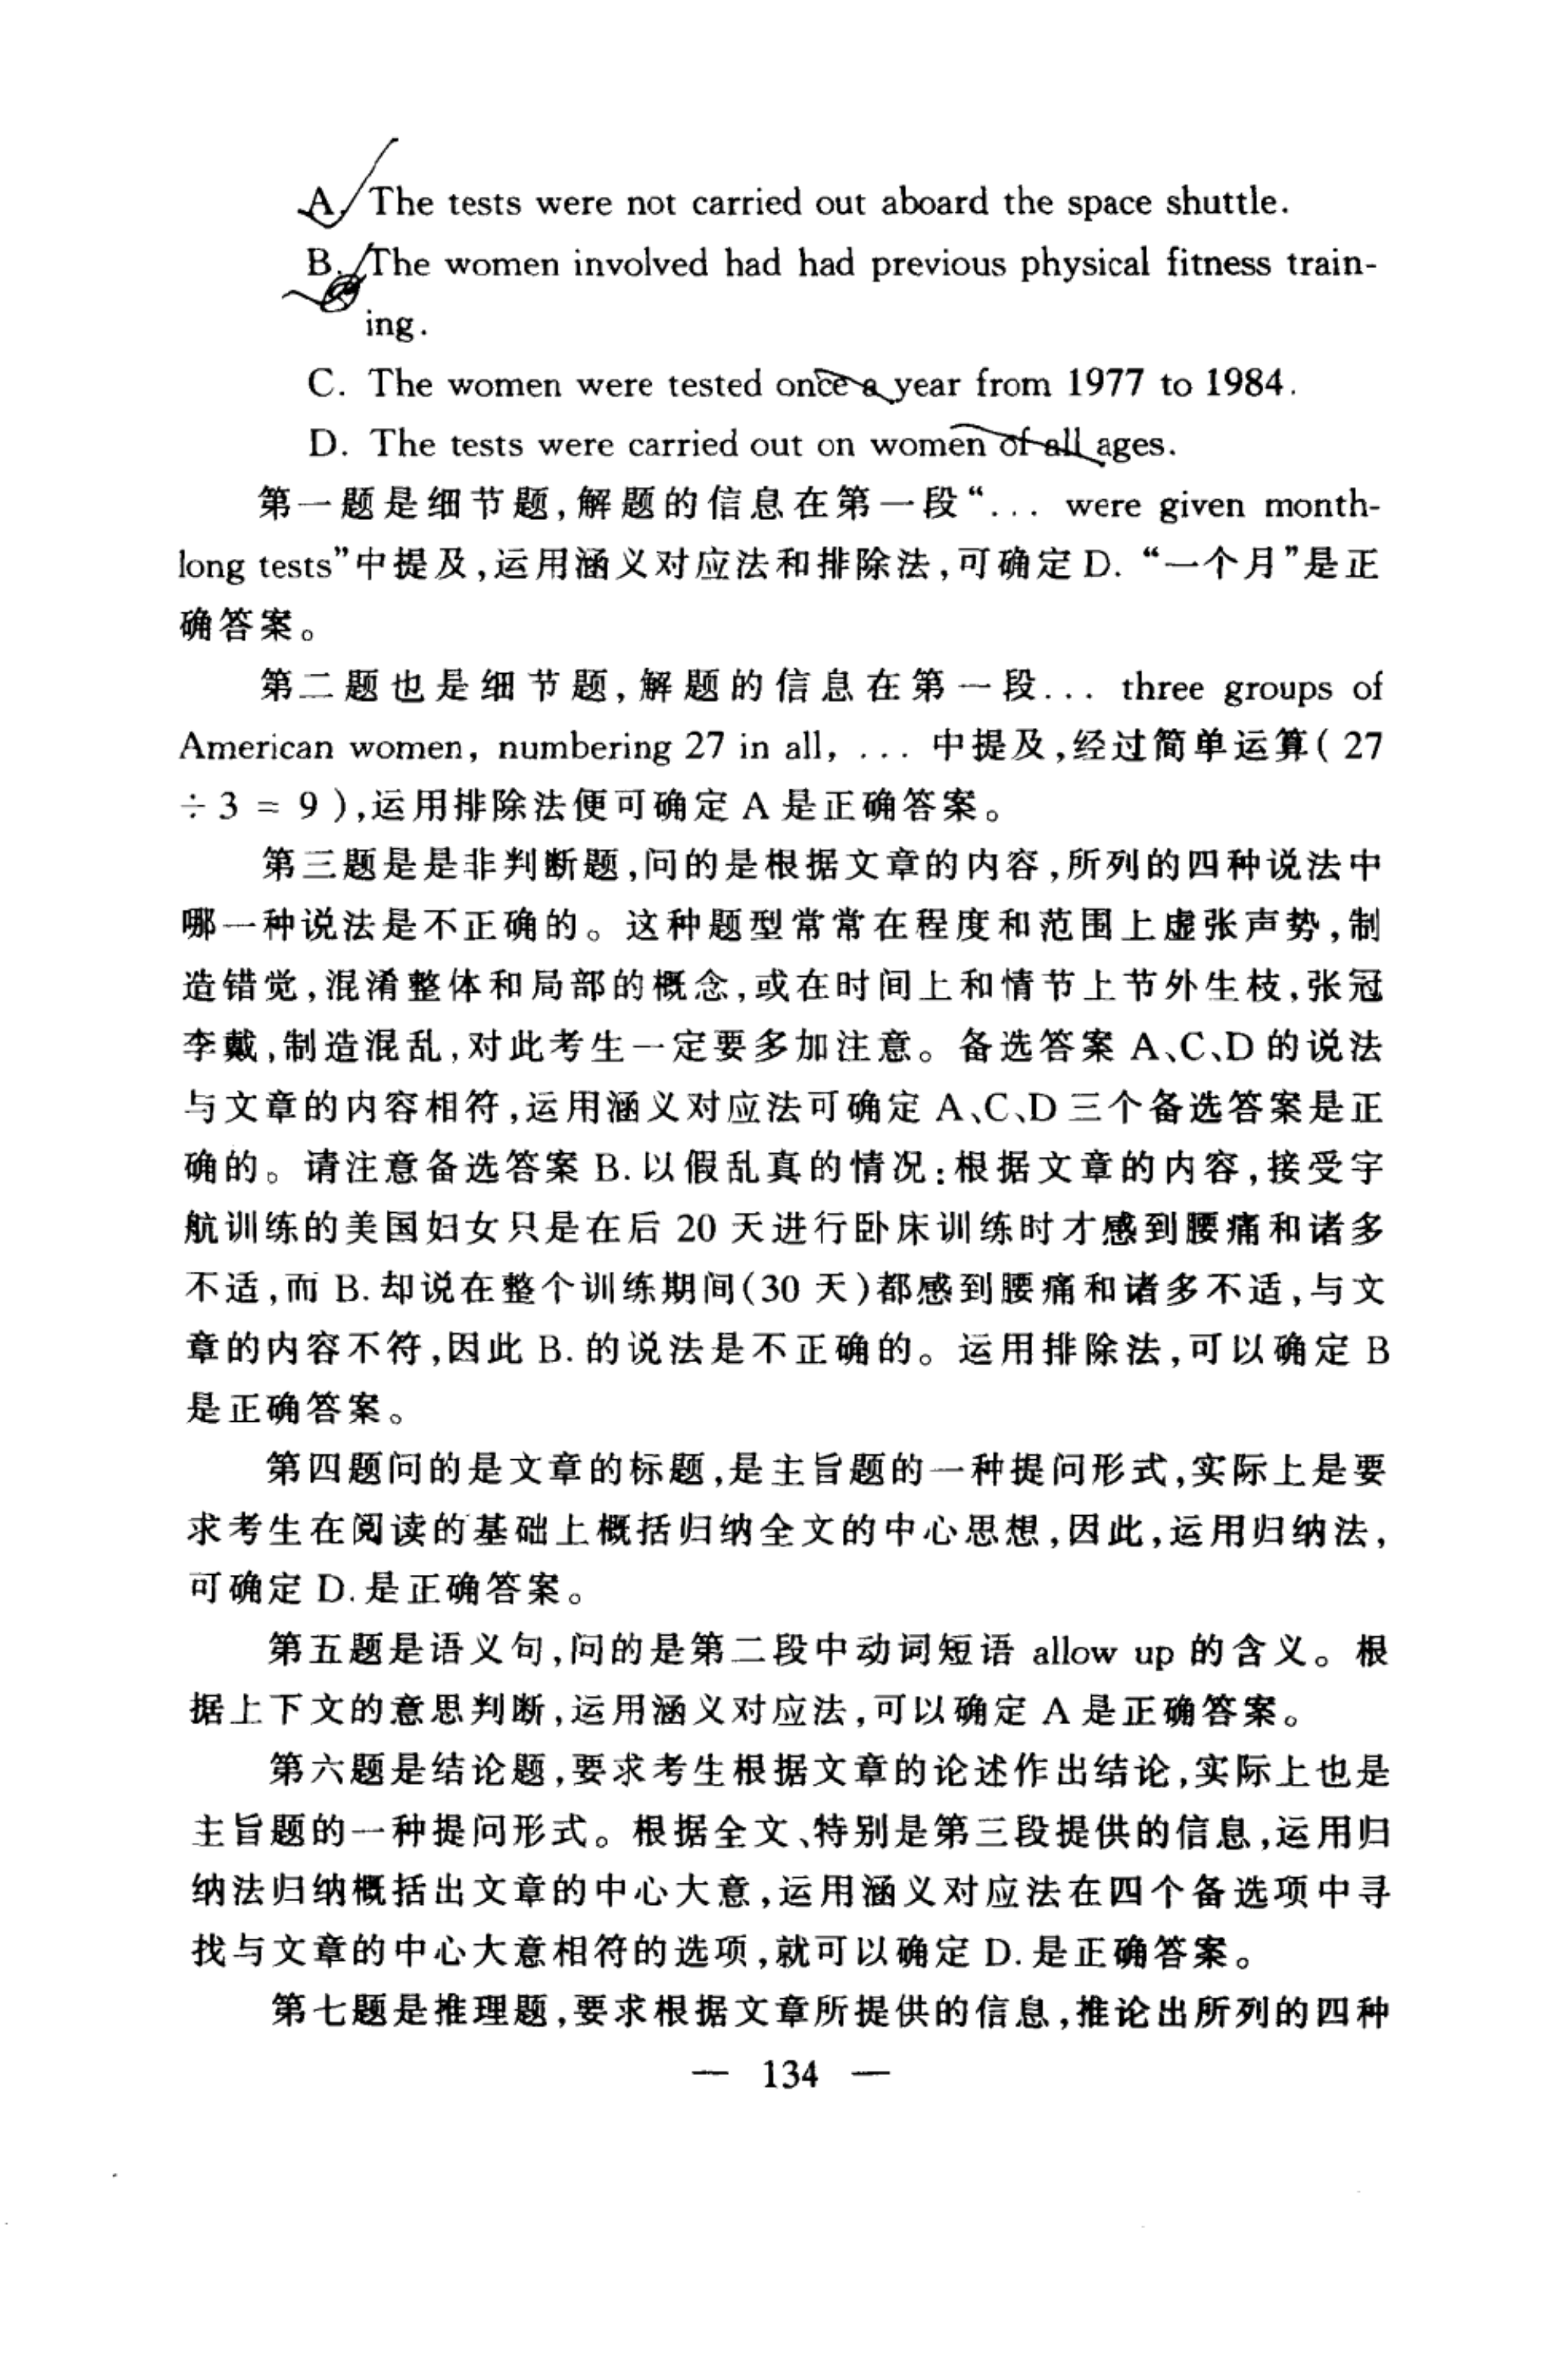 A. The tests were not carried out aboard the space shuttle.
B. The women involved had had previous physical fitness train-
ing.
C. The women were tested once a year from 1977 to 1984.
D. The tests were carried out on women of all ages.
第一题是细节题,解题的信息在第一段“... were given month-
long tests”中提及,运用涵义对应法和排除法,可确定 D. “一个月”是正
确答案。
第二题也是细节题,解题的信息在第一段... three groups of
American women, numbering 27 in all, ... 中提及,经过简单运算( 27
÷ 3 = 9 ),运用排除法便可确定 A 是正确答案。
第三题是是非判断题,问的是根据文章的内容,所列的四种说法中
哪一种说法是不正确的。这种题型常常在程度和范围上虚张声势,制
造错觉,混淆整体和局部的概念,或在时间上和情节上节外生枝,张冠
李戴,制造混乱,对此考生一定要多加注意。备选答案 A、C、D 的说法
与文章的内容相符,运用涵义对应法可确定 A、C、D 三个备选答案是正
确的。请注意备选答案 B. 以假乱真的情况:根据文章的内容,接受宇
航训练的美国妇女只是在后 20 天进行卧床训练时才感到腰痛和诸多
不适,而 B. 却说在整个训练期间(30 天)都感到腰痛和诸多不适,与文
章的内容不符,因此 B. 的说法是不正确的。运用排除法,可以确定 B
是正确答案。
第四题问的是文章的标题,是主旨题的一种提问形式,实际上是要
求考生在阅读的基础上概括归纳全文的中心思想,因此,运用归纳法,
可确定 D. 是正确答案。
第五题是语义句,问的是第二段中动词短语 allow up 的含义。根
据上下文的意思判断,运用涵义对应法,可以确定 A 是正确答案。
第六题是结论题,要求考生根据文章的论述作出结论,实际上也是
主旨题的一种提问形式。根据全文、特别是第三段提供的信息,运用归
纳法归纳概括出文章的中心大意,运用涵义对应法在四个备选项中寻
找与文章的中心大意相符的选项,就可以确定 D. 是正确答案。
第七题是推理题,要求根据文章所提供的信息,推论出所列的四种
— 134 —